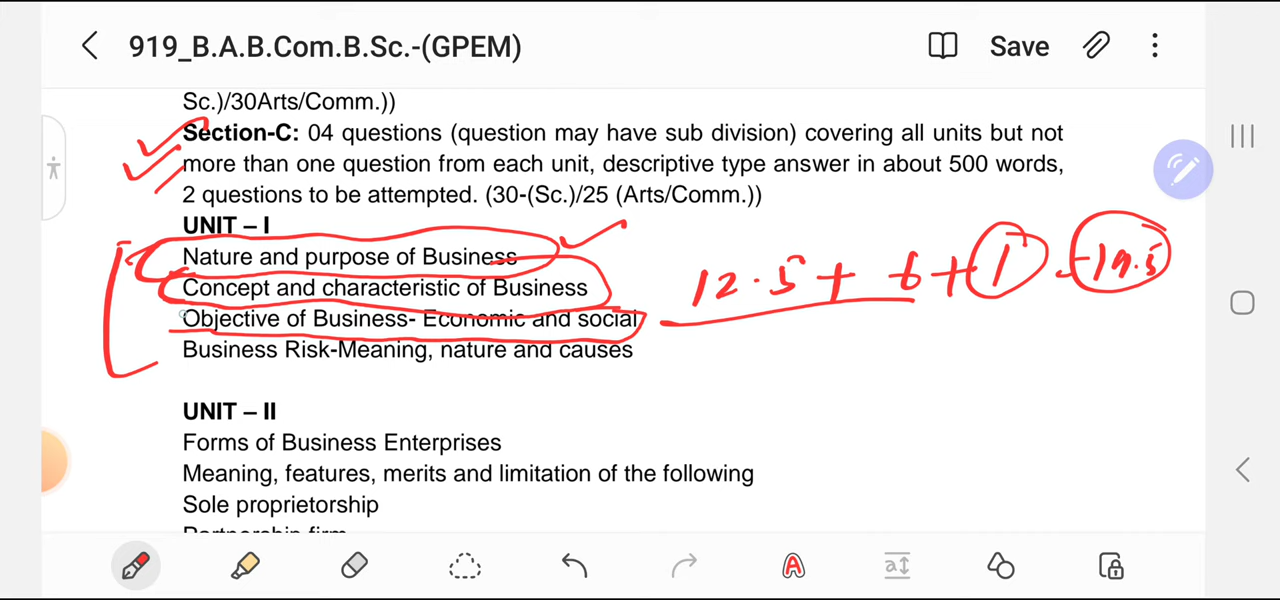 919_B.A.B.Com.B.Sc.-(GPEM)
Save
Sc.)/30Arts/Comm.))
Section-C: 04 questions (question may have sub division) covering all units but not
more than one question from each unit, descriptive type answer in about 500 words,
2 questions to be attempted. (30-(Sc.)/25 (Arts/Comm.))
UNIT – I
Nature and purpose of Business
Concept and characteristic of Business
Objective of Business- Economic and social
Business Risk-Meaning, nature and causes
12.5 + 6 + 1 = 19.5
UNIT – II
Forms of Business Enterprises
Meaning, features, merits and limitation of the following
Sole proprietorship
Partnership firm